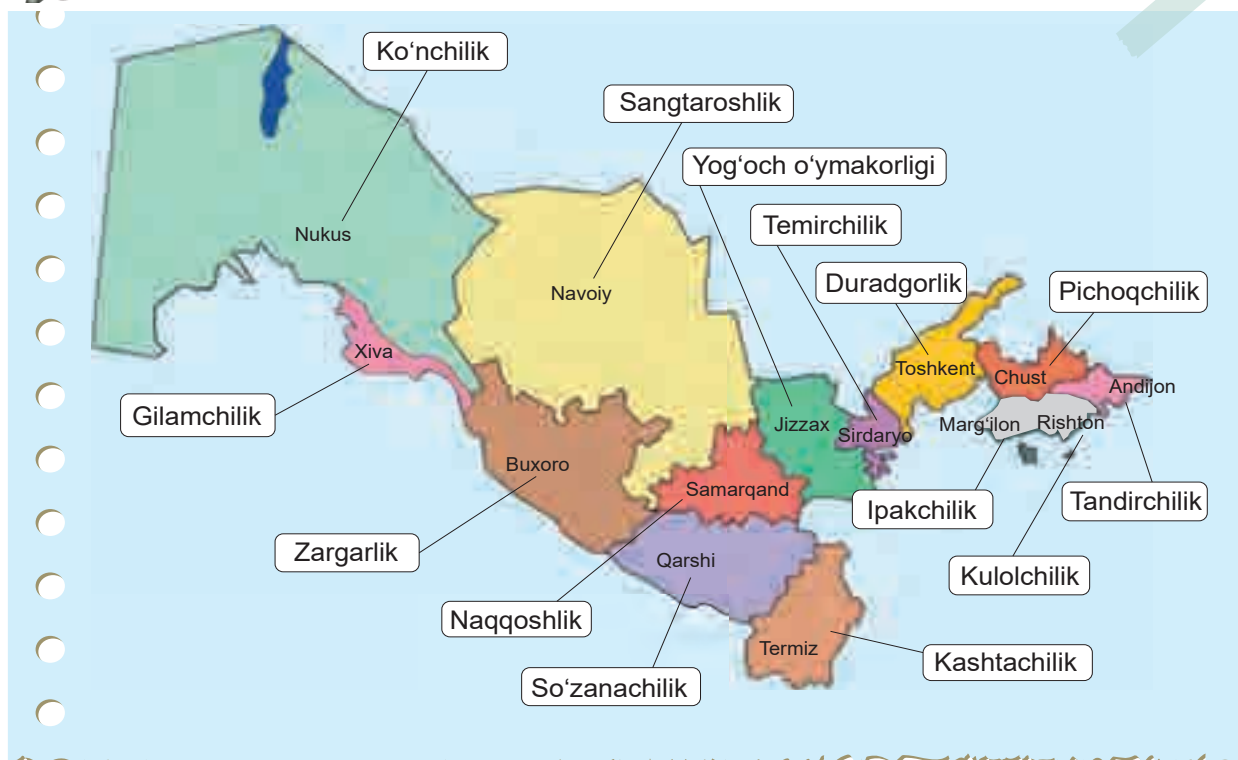 Ko‘nchilik
Sangtaroshlik
Yog‘och o‘ymakorligi
Temirchilik
Nukus
Duradgorlik
Pichoqchilik
Navoiy
Xiva
Toshkent
Chust
Andijon
Gilamchilik
Jizzax
Sirdaryo
Marg‘ilon
Rishton
Buxoro
Samarqand
Ipakchilik
Tandirchilik
Zargarlik
Qarshi
Kulolchilik
Naqqoshlik
Termiz
Kashtachilik
So‘zanachilik